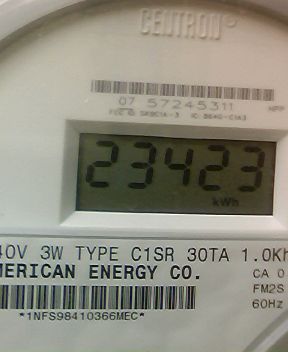 CENTRON
07 57245311
23423
kWh
40V 3W TYPE C1SR 30TA 1.0Kh
MERICAN ENERGY CO.
CA 0
FM2S
60Hz
*1NFS98410366MEC*